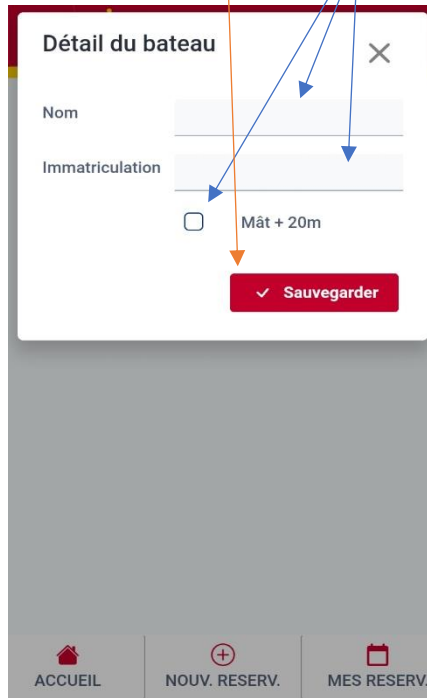 Détail du bateau
Nom
Immatriculation
Mât + 20m
Sauvegarder
ACCUEIL
NOUV. RESERV.
MES RESERV.